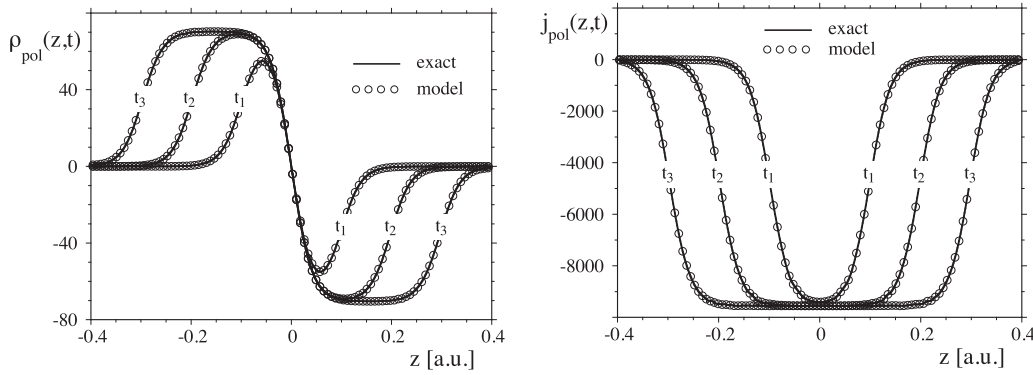 ρpol(z,t)
exact
model
40
0
-40
-80
t3
t2
t1
t1
t2
t3
-0.4
-0.2
0
0.2
0.4
z [a.u.]
jpol(z,t)
exact
model
0
-2000
-4000
-6000
-8000
t3
t2
t1
t1
t2
t3
-0.4
-0.2
0
0.2
0.4
z [a.u.]